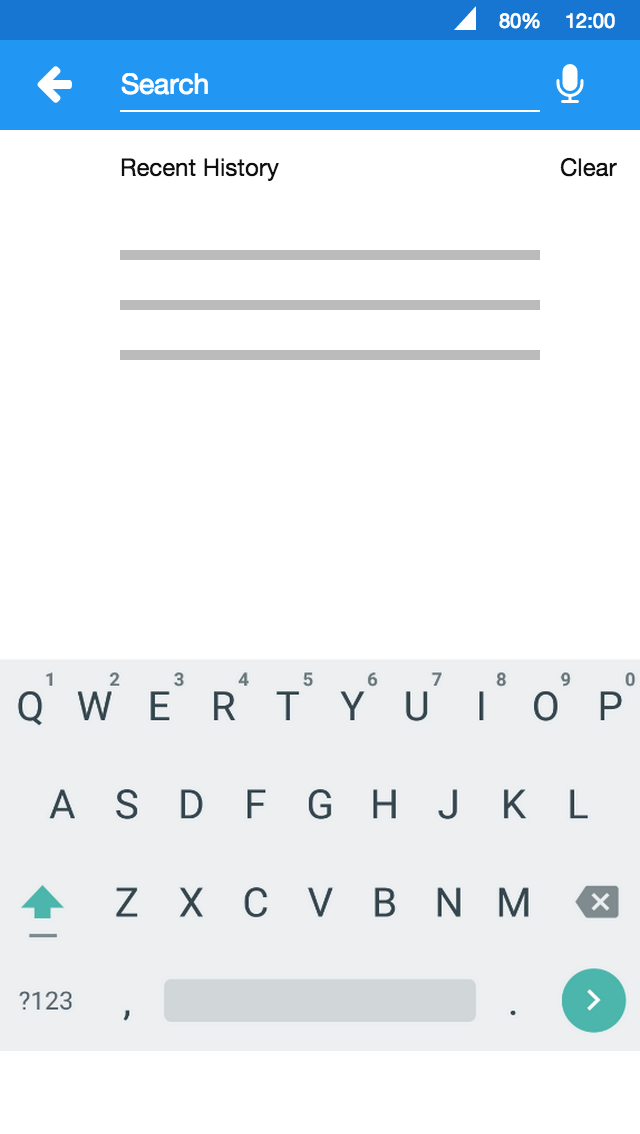 80% 12:00
Search
Recent History Clear
1 2 3 4 5 6 7 8 9 0
Q W E R T Y U I O P
A S D F G H J K L
Z X C V B N M
?123 , .